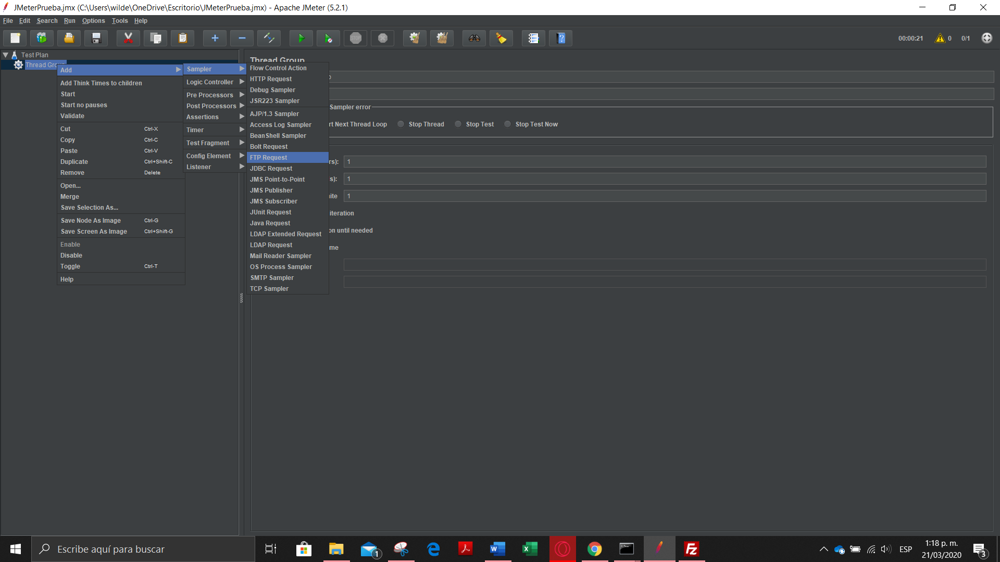 JMeterPrueba.jmx (C:\Users\wilde\OneDrive\Escritorio\JMeterPrueba.jmx) - Apache JMeter (5.2.1)
File Edit Search Run Options Tools Help
STOP
00:00:21 0 0/1
Test Plan
Thread Group
Add
Add Think Times to children
Start
Start no pauses
Validate
Cut Ctrl-X
Copy Ctrl-C
Paste Ctrl-V
Duplicate Ctrl+Shift-C
Remove Delete
Open...
Merge
Save Selection As...
Save Node As Image Ctrl-G
Save Screen As Image Ctrl+Shift-G
Enable
Disable
Toggle Ctrl-T
Help
Sampler
Logic Controller
Pre Processors
Post Processors
Assertions
Timer
Test Fragment
Config Element
Listener
Flow Control Action
HTTP Request
Debug Sampler
JSR223 Sampler
AJP/1.3 Sampler
Access Log Sampler
BeanShell Sampler
Bolt Request
FTP Request
JDBC Request
JMS Point-to-Point
JMS Publisher
JMS Subscriber
JUnit Request
Java Request
LDAP Extended Request
LDAP Request
Mail Reader Sampler
OS Process Sampler
SMTP Sampler
TCP Sampler
Thread Group
Sampler error
rt Next Thread Loop Stop Thread Stop Test Stop Test Now
rs): 1
s): 1
ite 1
iteration
on until needed
me
Escribe aquí para buscar
1
ESP
1:18 p. m.
21/03/2020
3